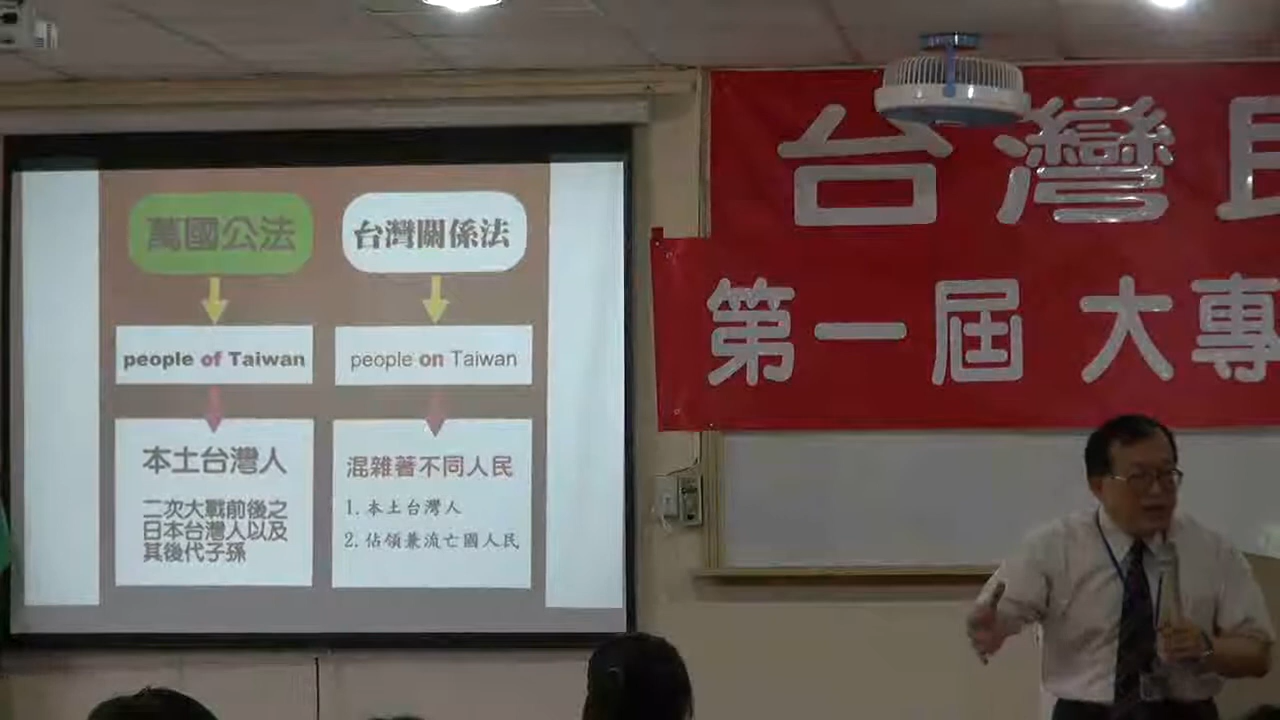 萬國公法
台灣關係法
people of Taiwan
people on Taiwan
本土台灣人
二次大戰前後之
日本台灣人以及
其後代子孫
混雜著不同人民
1. 本土台灣人
2. 佔領兼流亡國人民
台灣民
第一屆 大專